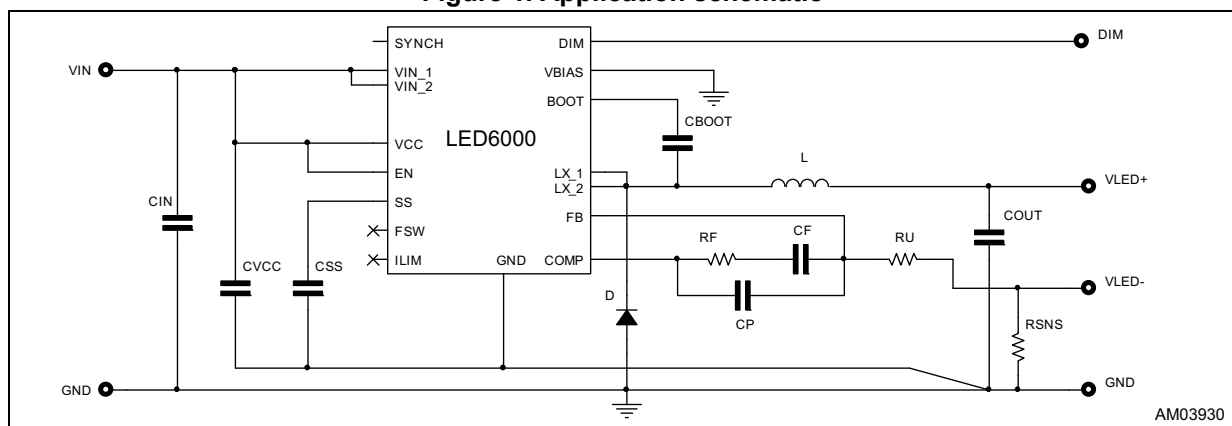 Figure 1. Application schematic
SYNCH
DIM
DIM
VIN
VIN_1
VBIAS
VIN_2
BOOT
CBOOT
VCC
LED6000
L
EN
LX_1
LX_2
VLED+
CIN
SS
FB
COUT
FSW
RF
CF
RU
CVCC
CSS
ILIM
GND
COMP
VLED-
D
CP
RSNS
GND
GND
AM03930